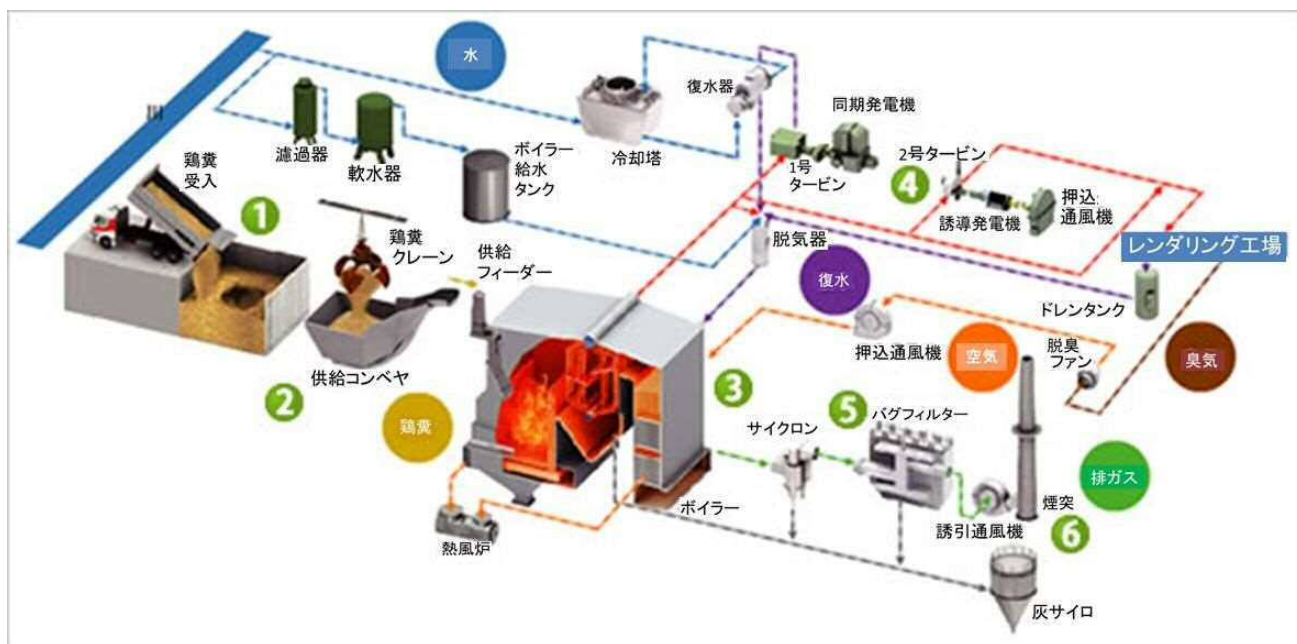 水
復水器
同期発電機
濾過器
軟水器
ボイラー
給水
タンク
冷却塔
1号
タービン
2号タービン
4
誘導発電機
押込
通風機
鶏糞
受入
1
鶏糞
クレーン
供給
フィーダー
脱気器
復水
レンダリング工場
ドレンタンク
供給コンベヤ
2
鶏糞
3
押込通風機
空気
脱臭
ファン
臭気
サイクロン
5
バグフィルター
排ガス
ボイラー
誘引通風機
煙突
6
熱風炉
灰サイロ